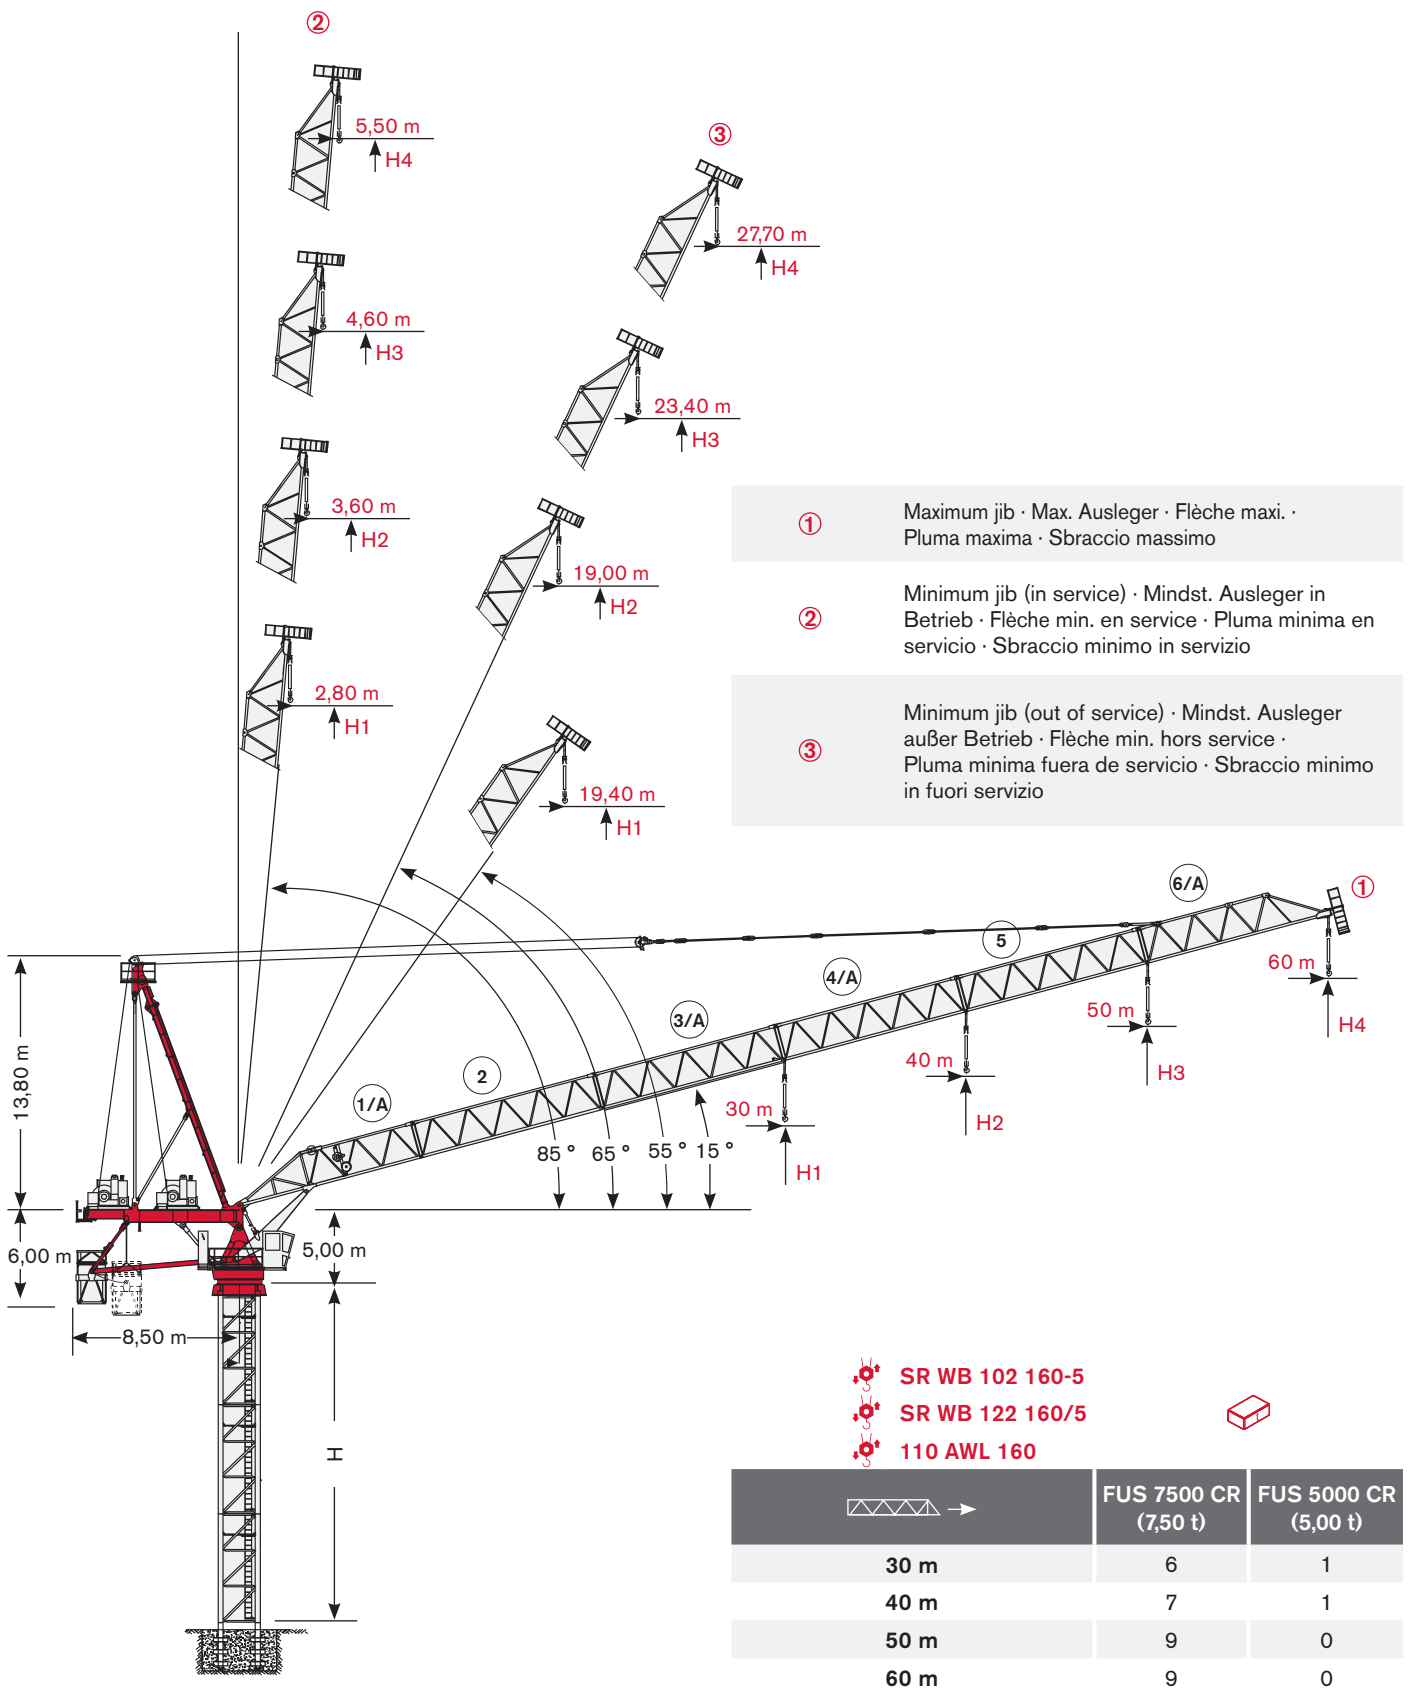 ②
5,50 m
H4
4,60 m
H3
3,60 m
H2
2,80 m
H1
③
27,70 m
H4
23,40 m
H3
19,00 m
H2
19,40 m
H1
① Maximum jib · Max. Ausleger · Flèche maxi. ·
Pluma maxima · Sbraccio massimo
② Minimum jib (in service) · Mindst. Ausleger in
Betrieb · Flèche min. en service · Pluma minima en
servicio · Sbraccio minimo in servizio
③ Minimum jib (out of service) · Mindst. Ausleger
außer Betrieb · Flèche min. hors service ·
Pluma minima fuera de servicio · Sbraccio minimo
in fuori servizio
①
6/A
5
4/A
3/A
2
1/A
60 m
H4
50 m
H3
40 m
H2
30 m
H1
85 °
65 °
55 °
15 °
13,80 m
6,00 m
5,00 m
8,50 m
H
SR WB 102 160-5
SR WB 122 160/5
110 AWL 160
FUS 7500 CR FUS 5000 CR
(7,50 t) (5,00 t)
30 m 6 1
40 m 7 1
50 m 9 0
60 m 9 0